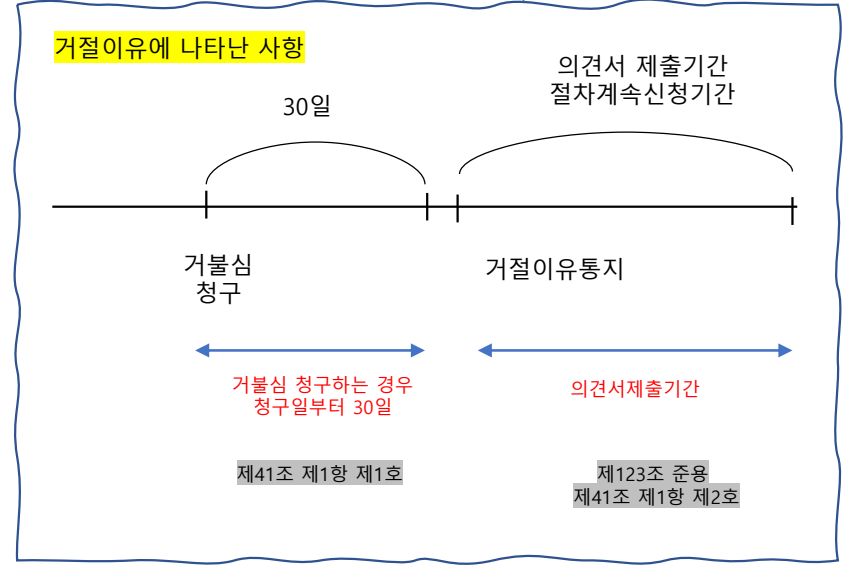 거절이유에 나타난 사항
의견서 제출기간
절차계속신청기간
30일
거불심
청구
거절이유통지
거불심 청구하는 경우
청구일부터 30일
의견서제출기간
제41조 제1항 제1호
제123조 준용
제41조 제1항 제2호